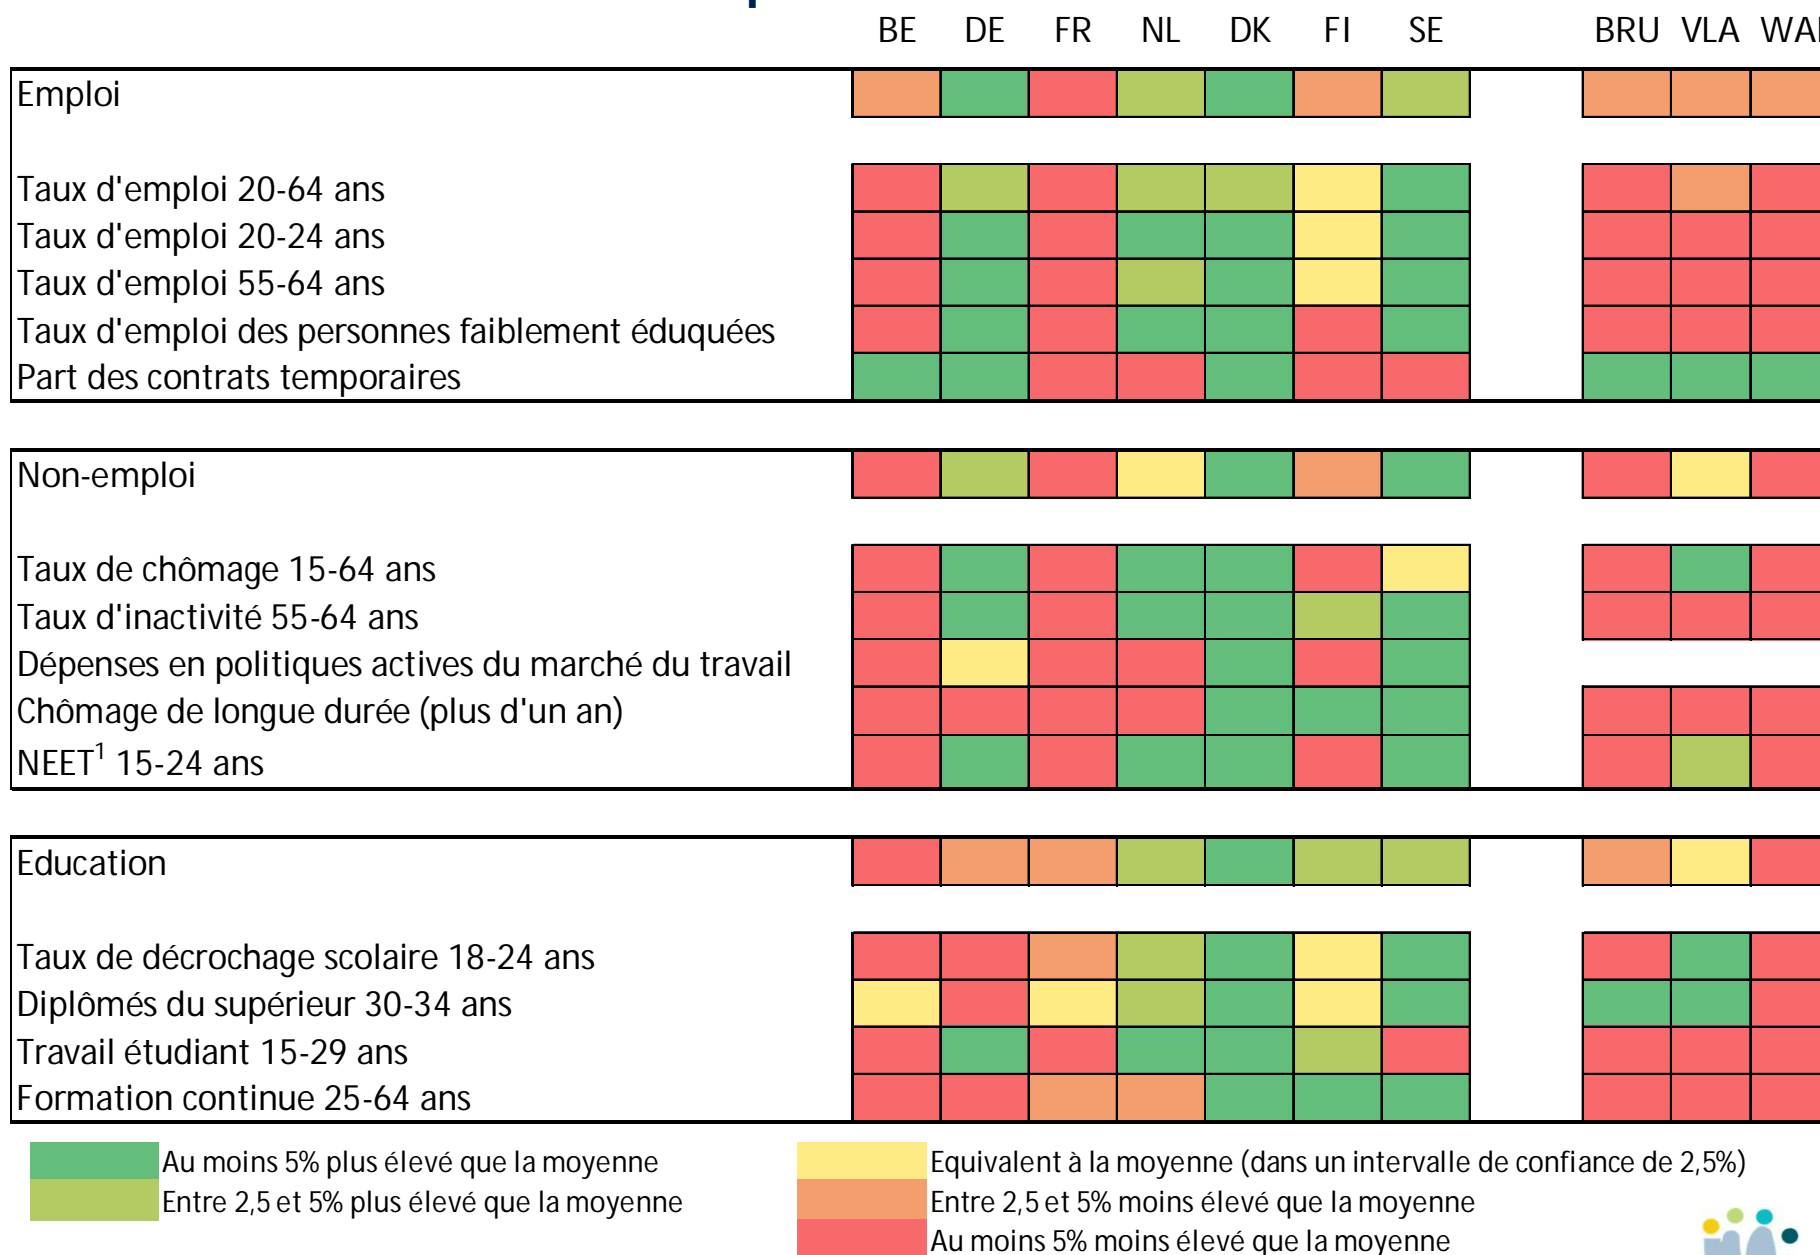 BE DE FR NL DK FI SE BRU VLA WAL
Emploi
Taux d'emploi 20-64 ans
Taux d'emploi 20-24 ans
Taux d'emploi 55-64 ans
Taux d'emploi des personnes faiblement éduquées
Part des contrats temporaires
Non-emploi
Taux de chômage 15-64 ans
Taux d'inactivité 55-64 ans
Dépenses en politiques actives du marché du travail
Chômage de longue durée (plus d'un an)
NEET¹ 15-24 ans
Education
Taux de décrochage scolaire 18-24 ans
Diplômés du supérieur 30-34 ans
Travail étudiant 15-29 ans
Formation continue 25-64 ans
Au moins 5% plus élevé que la moyenne
Entre 2,5 et 5% plus élevé que la moyenne
Equivalent à la moyenne (dans un intervalle de confiance de 2,5%)
Entre 2,5 et 5% moins élevé que la moyenne
Au moins 5% moins élevé que la moyenne